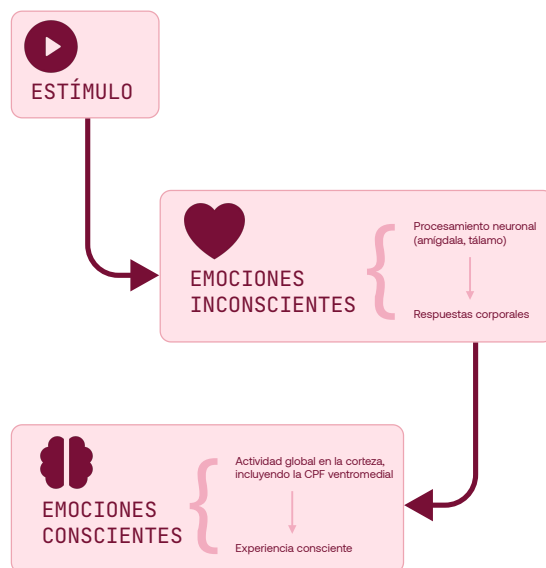 ESTÍMULO
EMOCIONES
INCONSCIENTES
Procesamiento neuronal
(amígdala, tálamo)
Respuestas corporales
EMOCIONES
CONSCIENTES
Actividad global en la corteza,
incluyendo la CPF ventromedial
Experiencia consciente